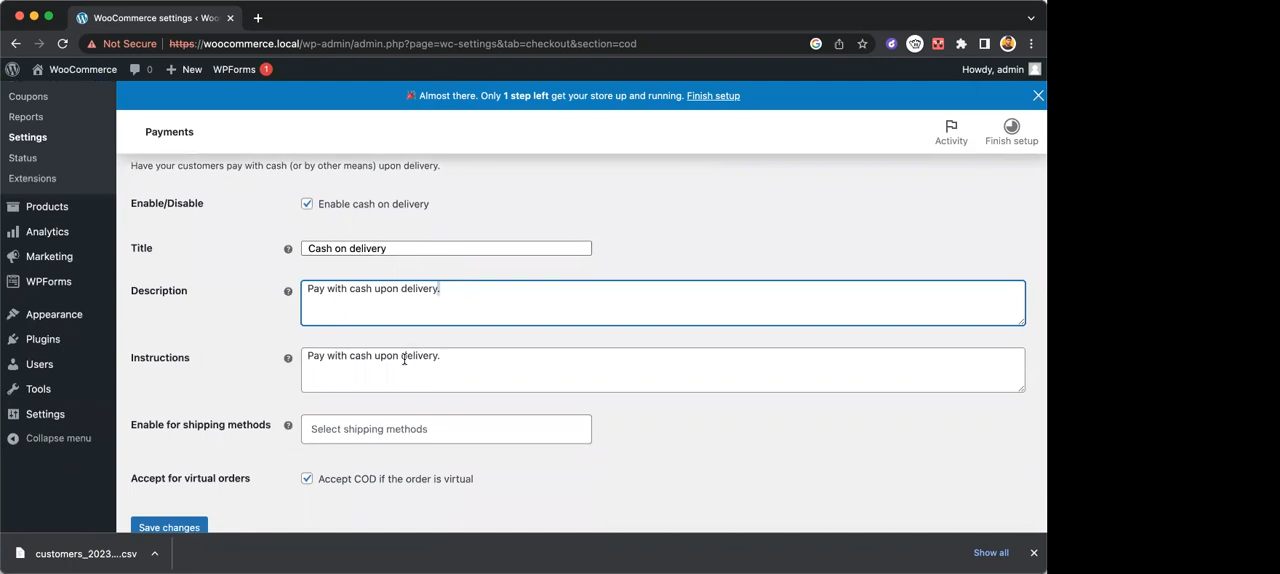 WooCommerce settings ‹ Woo
Not Secure https://woocommerce.local/wp-admin/admin.php?page=wc-settings&tab=checkout&section=cod
WooCommerce 0 New WPForms 1 Howdy, admin
Coupons
Reports
Settings
Status
Extensions
Products
Analytics
Marketing
WPForms
Appearance
Plugins
Users
Tools
Settings
Collapse menu
Almost there. Only 1 step left get your store up and running. Finish setup
Payments
Activity
Finish setup
Have your customers pay with cash (or by other means) upon delivery.
Enable/Disable Enable cash on delivery
Title Cash on delivery
Description Pay with cash upon delivery.
Instructions Pay with cash upon delivery.
Enable for shipping methods Select shipping methods
Accept for virtual orders Accept COD if the order is virtual
Save changes
customers_2023....csv Show all